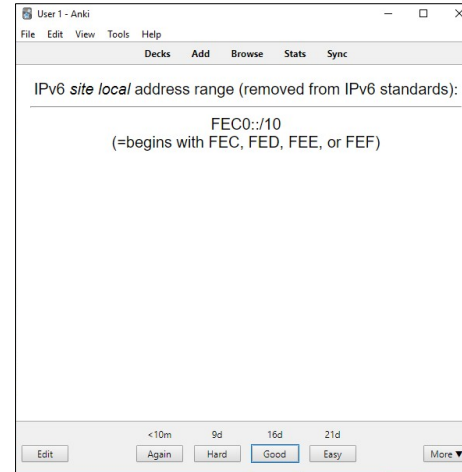 User 1 - Anki
File Edit View Tools Help
Decks Add Browse Stats Sync
IPv6 site local address range (removed from IPv6 standards):
FEC0::/10
(=begins with FEC, FED, FEE, or FEF)
<10m 9d 16d 21d
Edit Again Hard Good Easy More ▼